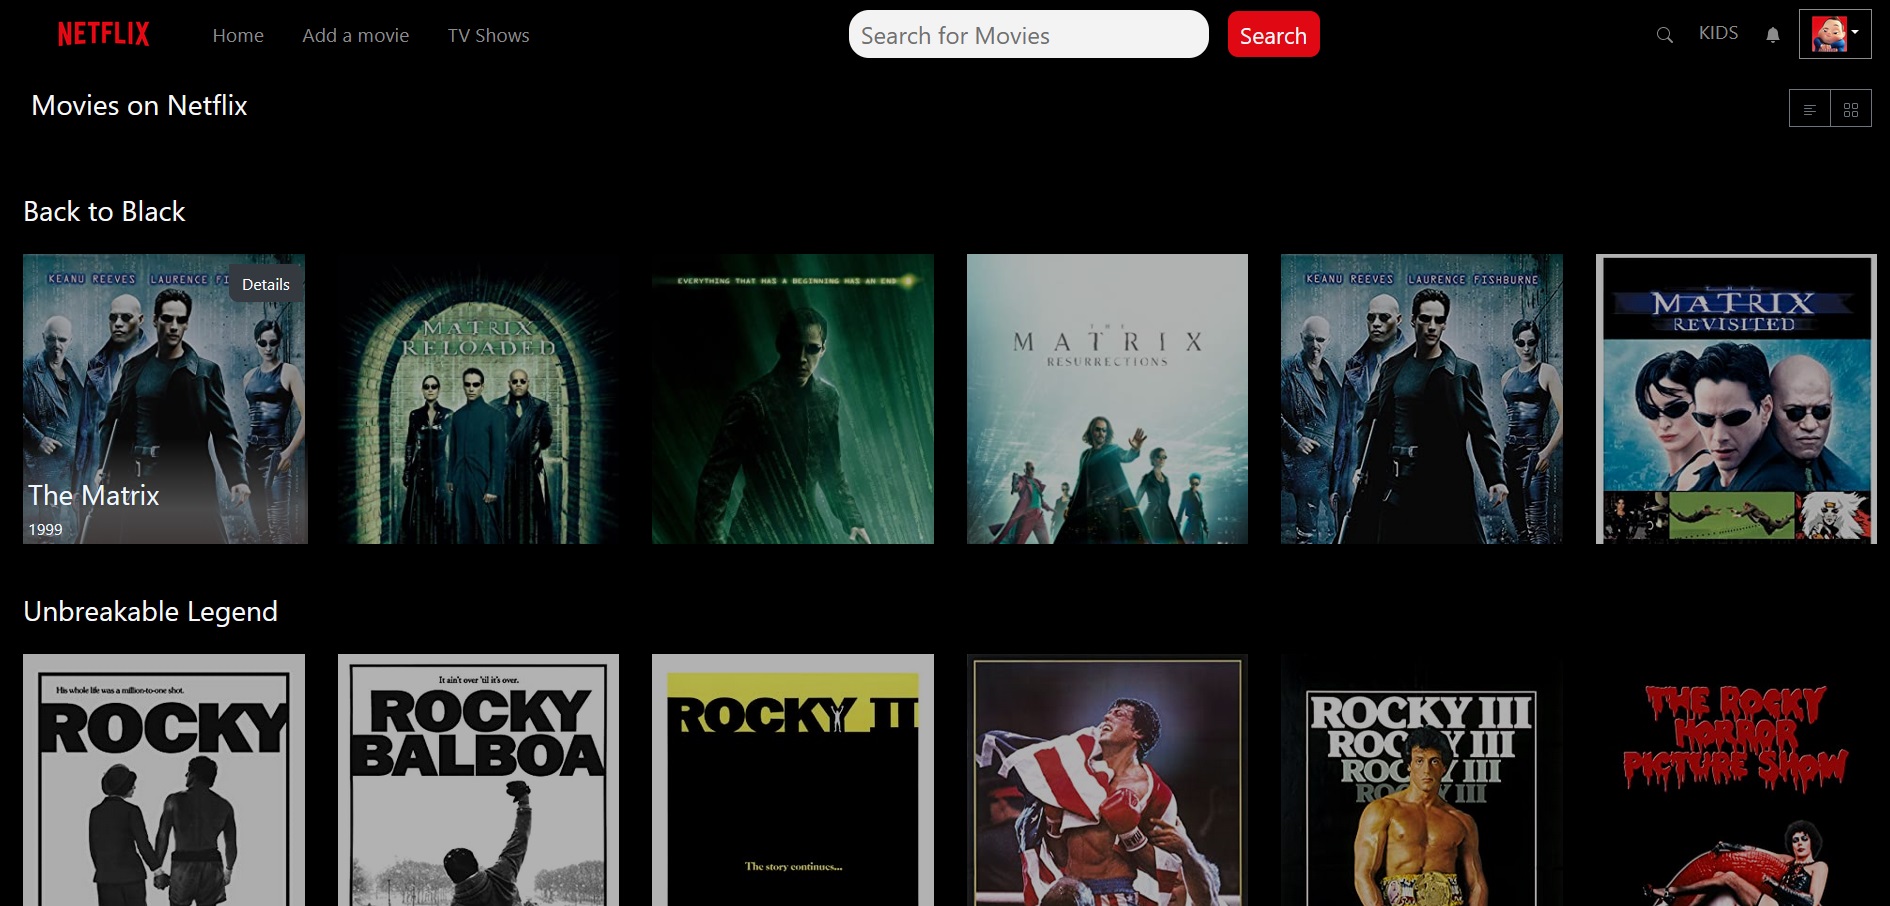 NETFLIX
Home
Add a movie
TV Shows
Search for Movies
Search
KIDS
Movies on Netflix
Back to Black
KEANU REEVES LAURENCE FI
Details
The Matrix
1999
THE
MATRIX
RELOADED
EVERYTHING THAT HAS A BEGINNING HAS AN END
THE
MATRIX
RESURRECTIONS
KEANU REEVES LAURENCE FISHBURNE
THE
MATRIX
REVISITED
Unbreakable Legend
His whole life was a million-to-one shot.
ROCKY
It ain't over 'til it's over.
ROCKY
BALBOA
ROCKY II
The story continues...
ROCKY III
ROCKY III
ROCKY III
ROCKY III
THE ROCKY
HORROR
PICTURE SHOW